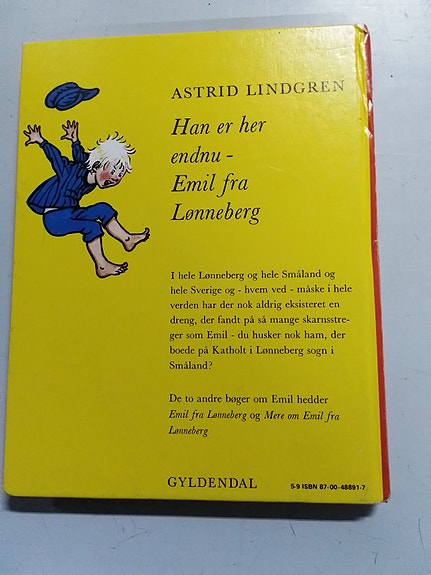 ASTRID LINDGREN
Han er her
endnu -
Emil fra
Lønneberg
I hele Lønneberg og hele Småland og
hele Sverige og - hvem ved - måske i hele
verden har der nok aldrig eksisteret en
dreng, der fandt på så mange skarnsstre-
ger som Emil - du husker nok ham, der
boede på Katholt i Lønneberg sogn i
Småland?
De to andre bøger om Emil hedder
Emil fra Lønneberg og Mere om Emil fra
Lønneberg
GYLDENDAL
5-9 ISBN 87-00-48891-7